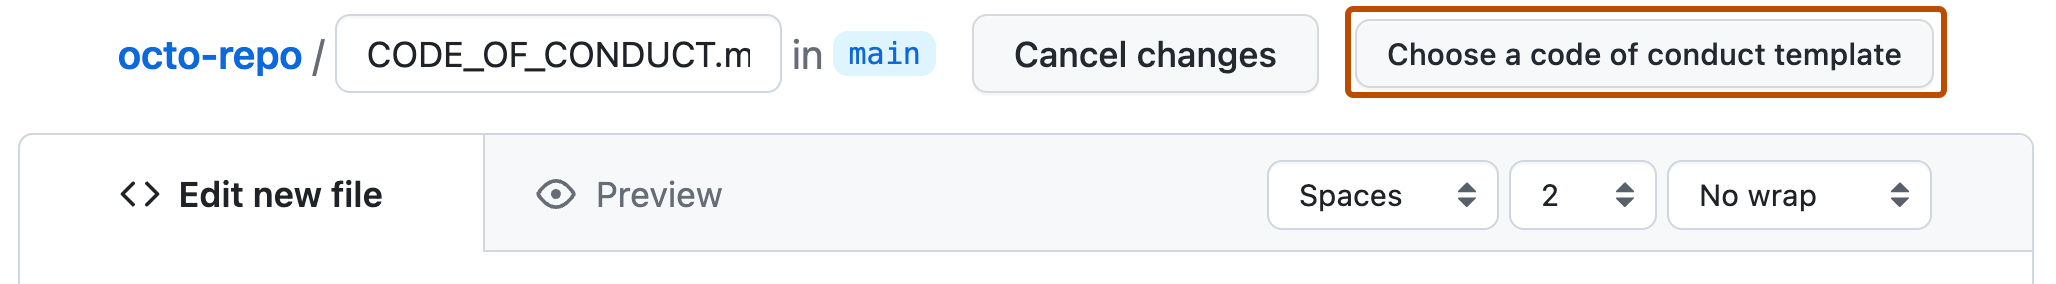 octo-repo / CODE_OF_CONDUCT.m in main Cancel changes Choose a code of conduct template
Edit new file Preview Spaces 2 No wrap